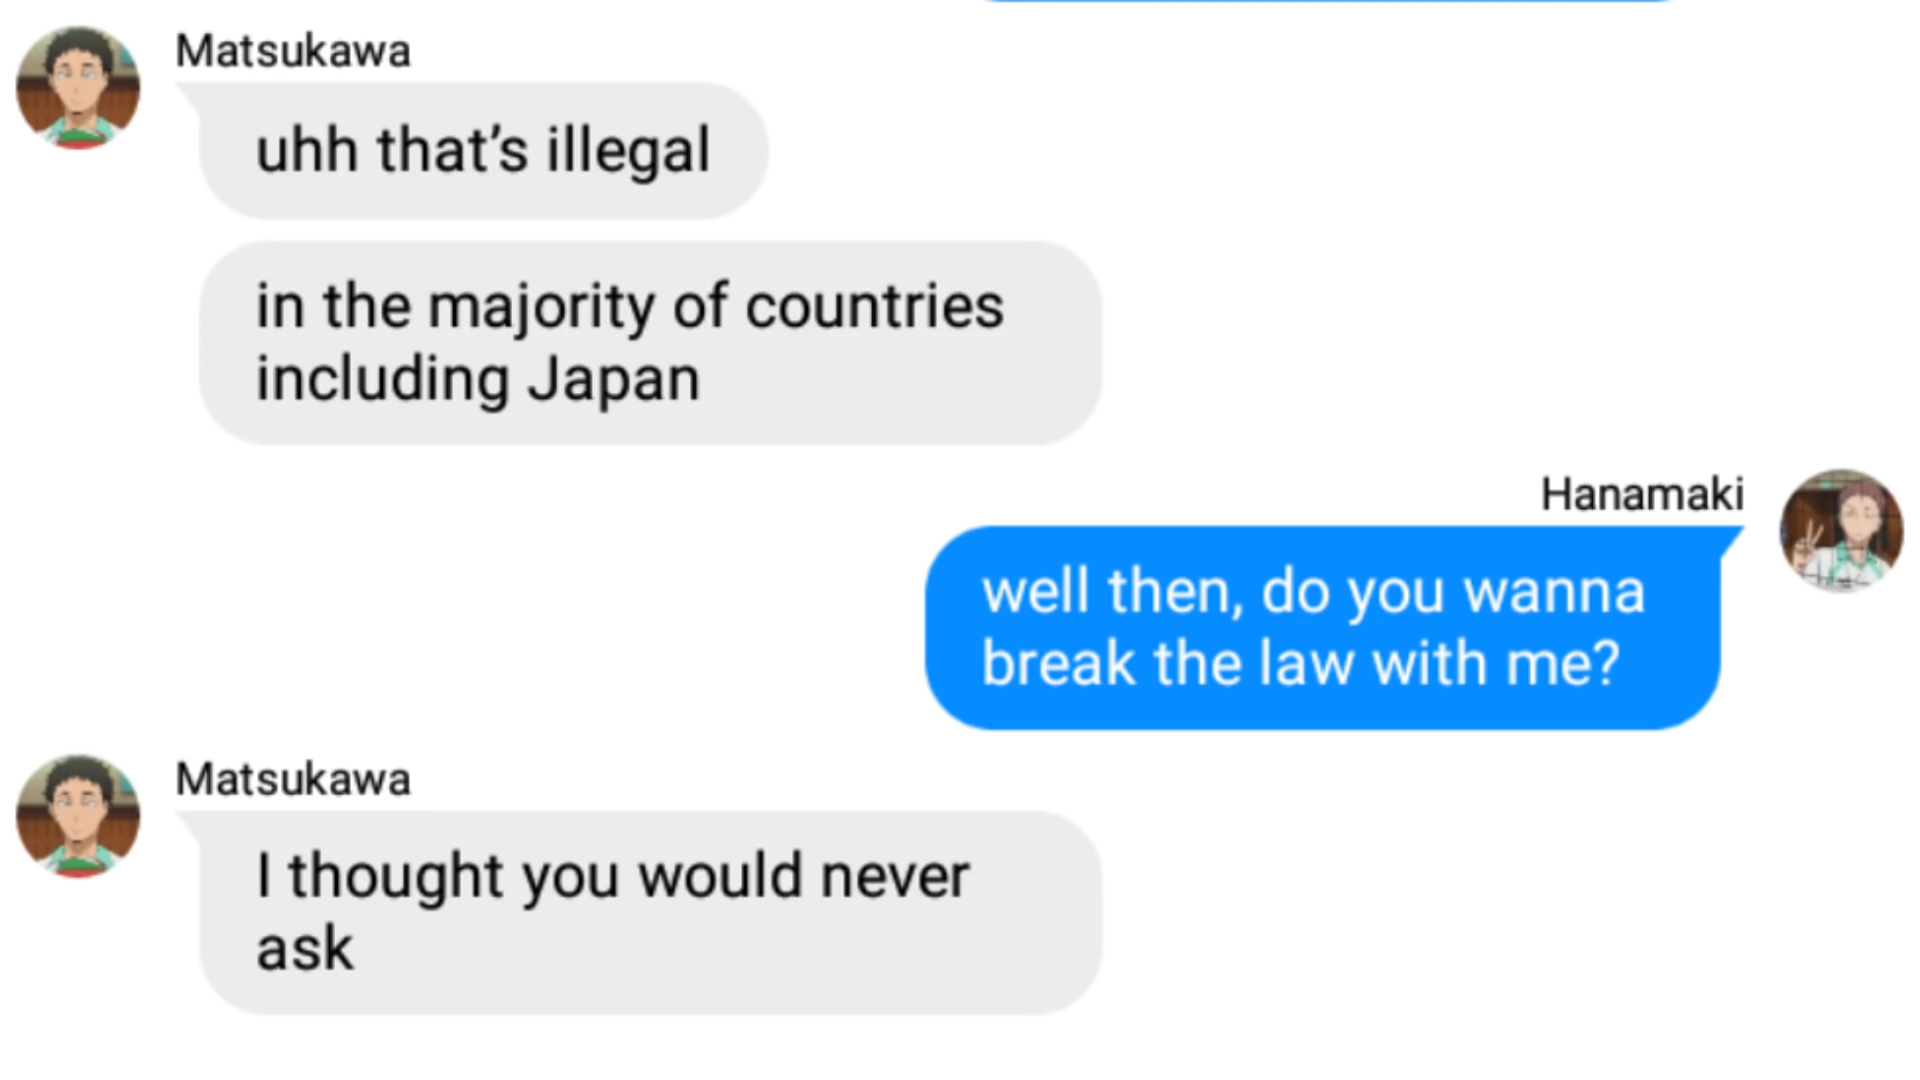 Matsukawa
uhh that’s illegal
in the majority of countries
including Japan
Hanamaki
well then, do you wanna
break the law with me?
Matsukawa
I thought you would never
ask